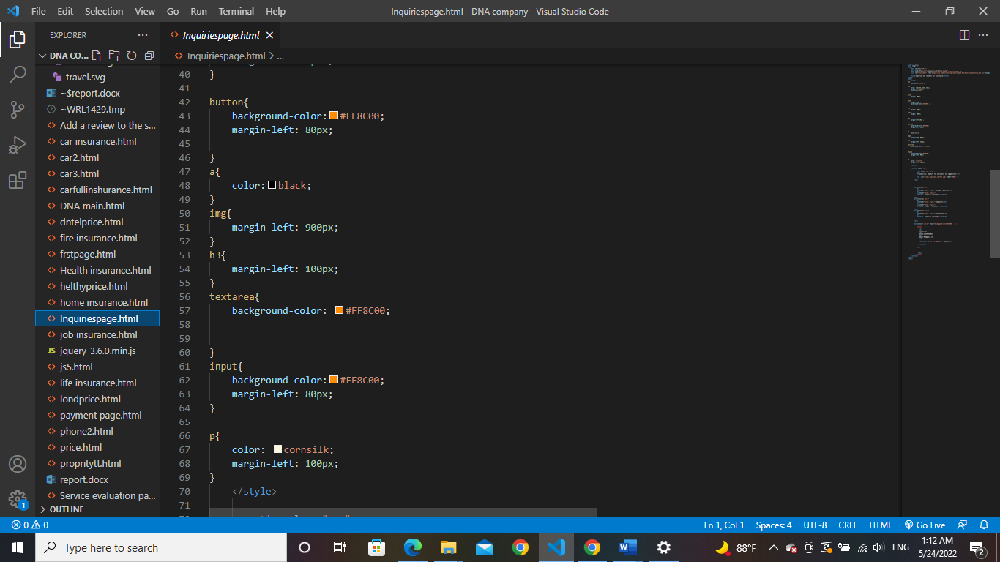 File Edit Selection View Go Run Terminal Help
Inquiriespage.html - DNA company - Visual Studio Code
EXPLORER
DNA CO...
travel.svg
~$report.docx
~WRL1429.tmp
Add a review to the s...
car insurance.html
car2.html
car3.html
carfullinshurance.html
DNA main.html
dntelprice.html
fire insurance.html
frstpage.html
Health insurance.html
helthyprice.html
home insurance.html
Inquiriespage.html
job insurance.html
JS jquery-3.6.0.min.js
js5.html
life insurance.html
londprice.html
payment page.html
phone2.html
price.html
propritytt.html
report.docx
Service evaluation pa...
OUTLINE
Inquiriespage.html
Inquiriespage.html > ...
40 }
41
42 button{
43 background-color:#FF8C00;
44 margin-left: 80px;
45
46 }
47 a{
48 color:black;
49 }
50 img{
51 margin-left: 900px;
52 }
53 h3{
54 margin-left: 100px;
55 }
56 textarea{
57 background-color: #FF8C00;
58
59
60 }
61 input{
62 background-color:#FF8C00;
63 margin-left: 80px;
64 }
65
66 p{
67 color: cornsilk;
68 margin-left: 100px;
69 }
70 </style>
71
1
0 0
Ln 1, Col 1 Spaces: 4 UTF-8 CRLF HTML Go Live
Type here to search
88°F ENG
1:12 AM
5/24/2022
2